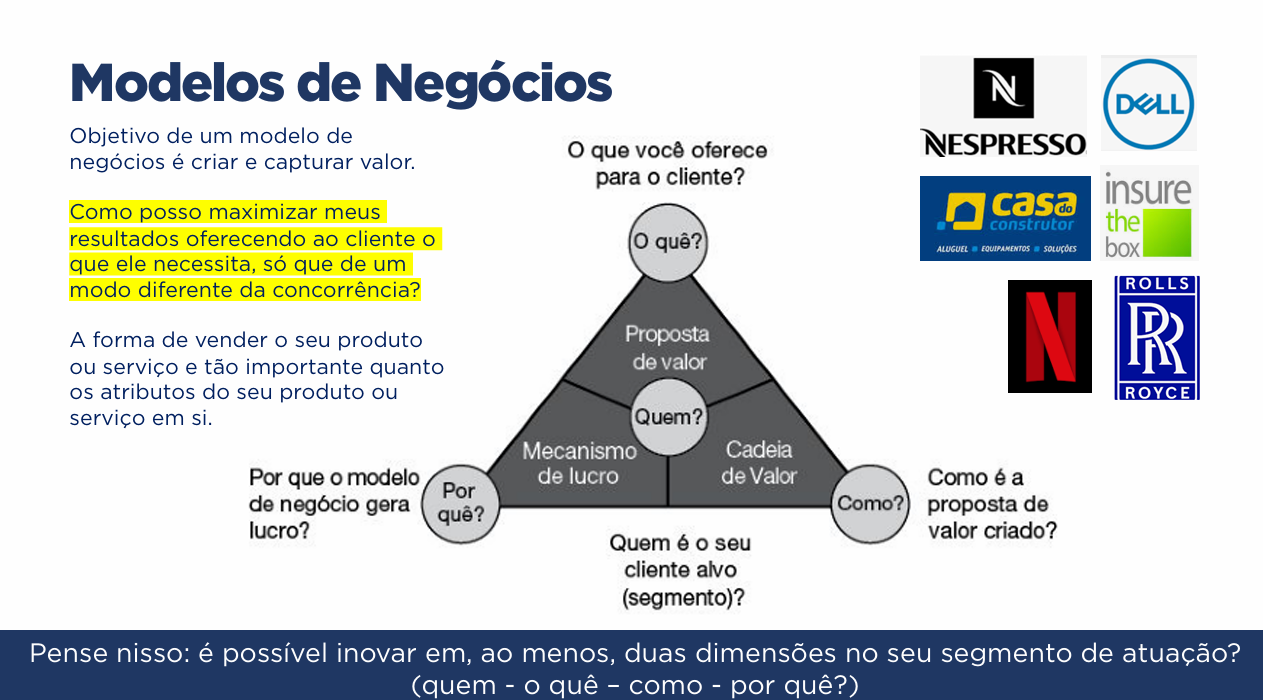 Modelos de Negócios
Objetivo de um modelo de
negócios é criar e capturar valor.
Como posso maximizar meus
resultados oferecendo ao cliente o
que ele necessita, só que de um
modo diferente da concorrência?
A forma de vender o seu produto
ou serviço e tão importante quanto
os atributos do seu produto ou
serviço em si.
O que você oferece
para o cliente?
O quê?
Proposta
de valor
Quem?
Mecanismo
de lucro
Cadeia
de Valor
Por que o modelo
de negócio gera
lucro?
Por
quê?
Como?
Como é a
proposta de
valor criado?
Quem é o seu
cliente alvo
(segmento)?
N
NESPRESSO
DELL
casa do
construtor
ALUGUEL ■ EQUIPAMENTOS ■ SOLUÇÕES
insure
the
box
N
ROLLS
RR
ROYCE
Pense nisso: é possível inovar em, ao menos, duas dimensões no seu segmento de atuação?
(quem - o quê – como - por quê?)